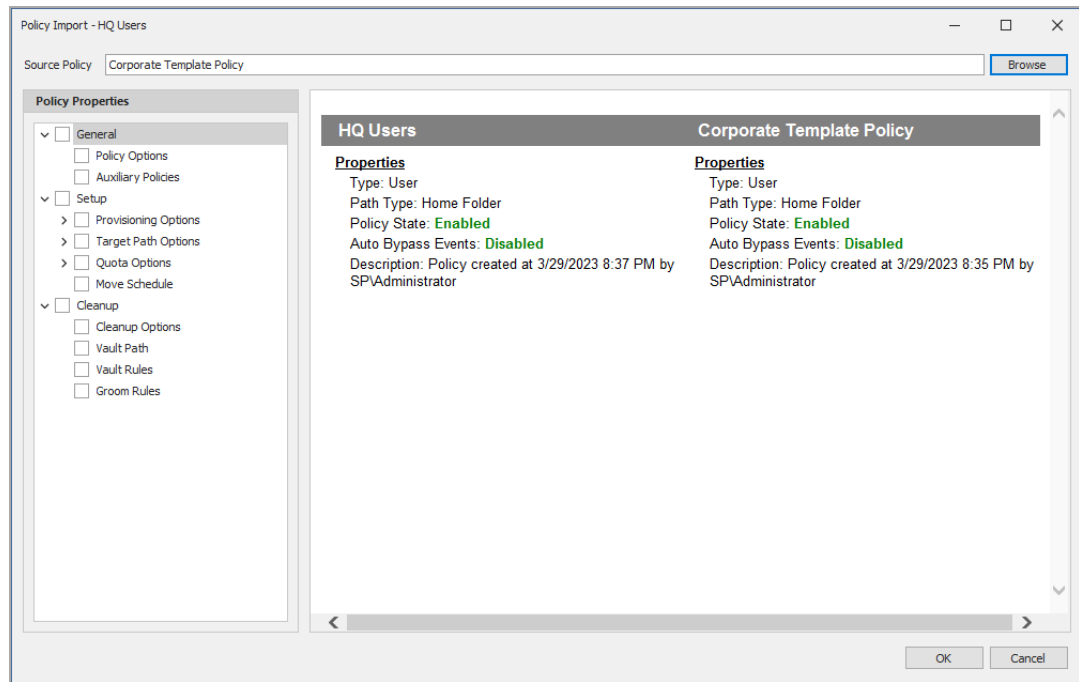 Policy Import - HQ Users
Source Policy Corporate Template Policy Browse
Policy Properties
General
Policy Options
Auxiliary Policies
Setup
Provisioning Options
Target Path Options
Quota Options
Move Schedule
Cleanup
Cleanup Options
Vault Path
Vault Rules
Groom Rules
HQ Users
Properties
Type: User
Path Type: Home Folder
Policy State: Enabled
Auto Bypass Events: Disabled
Description: Policy created at 3/29/2023 8:37 PM by
SP\Administrator
Corporate Template Policy
Properties
Type: User
Path Type: Home Folder
Policy State: Enabled
Auto Bypass Events: Disabled
Description: Policy created at 3/29/2023 8:35 PM by
SP\Administrator
OK Cancel